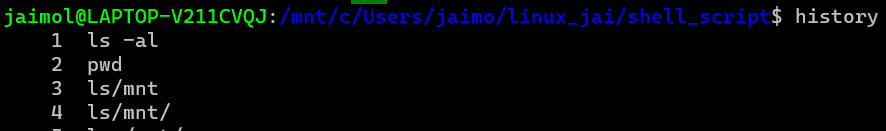 jaimol@LAPTOP-V211CVQJ:/mnt/c/Users/jaimo/linux_jai/shell_script$ history
1 ls -al
2 pwd
3 ls/mnt
4 ls/mnt/